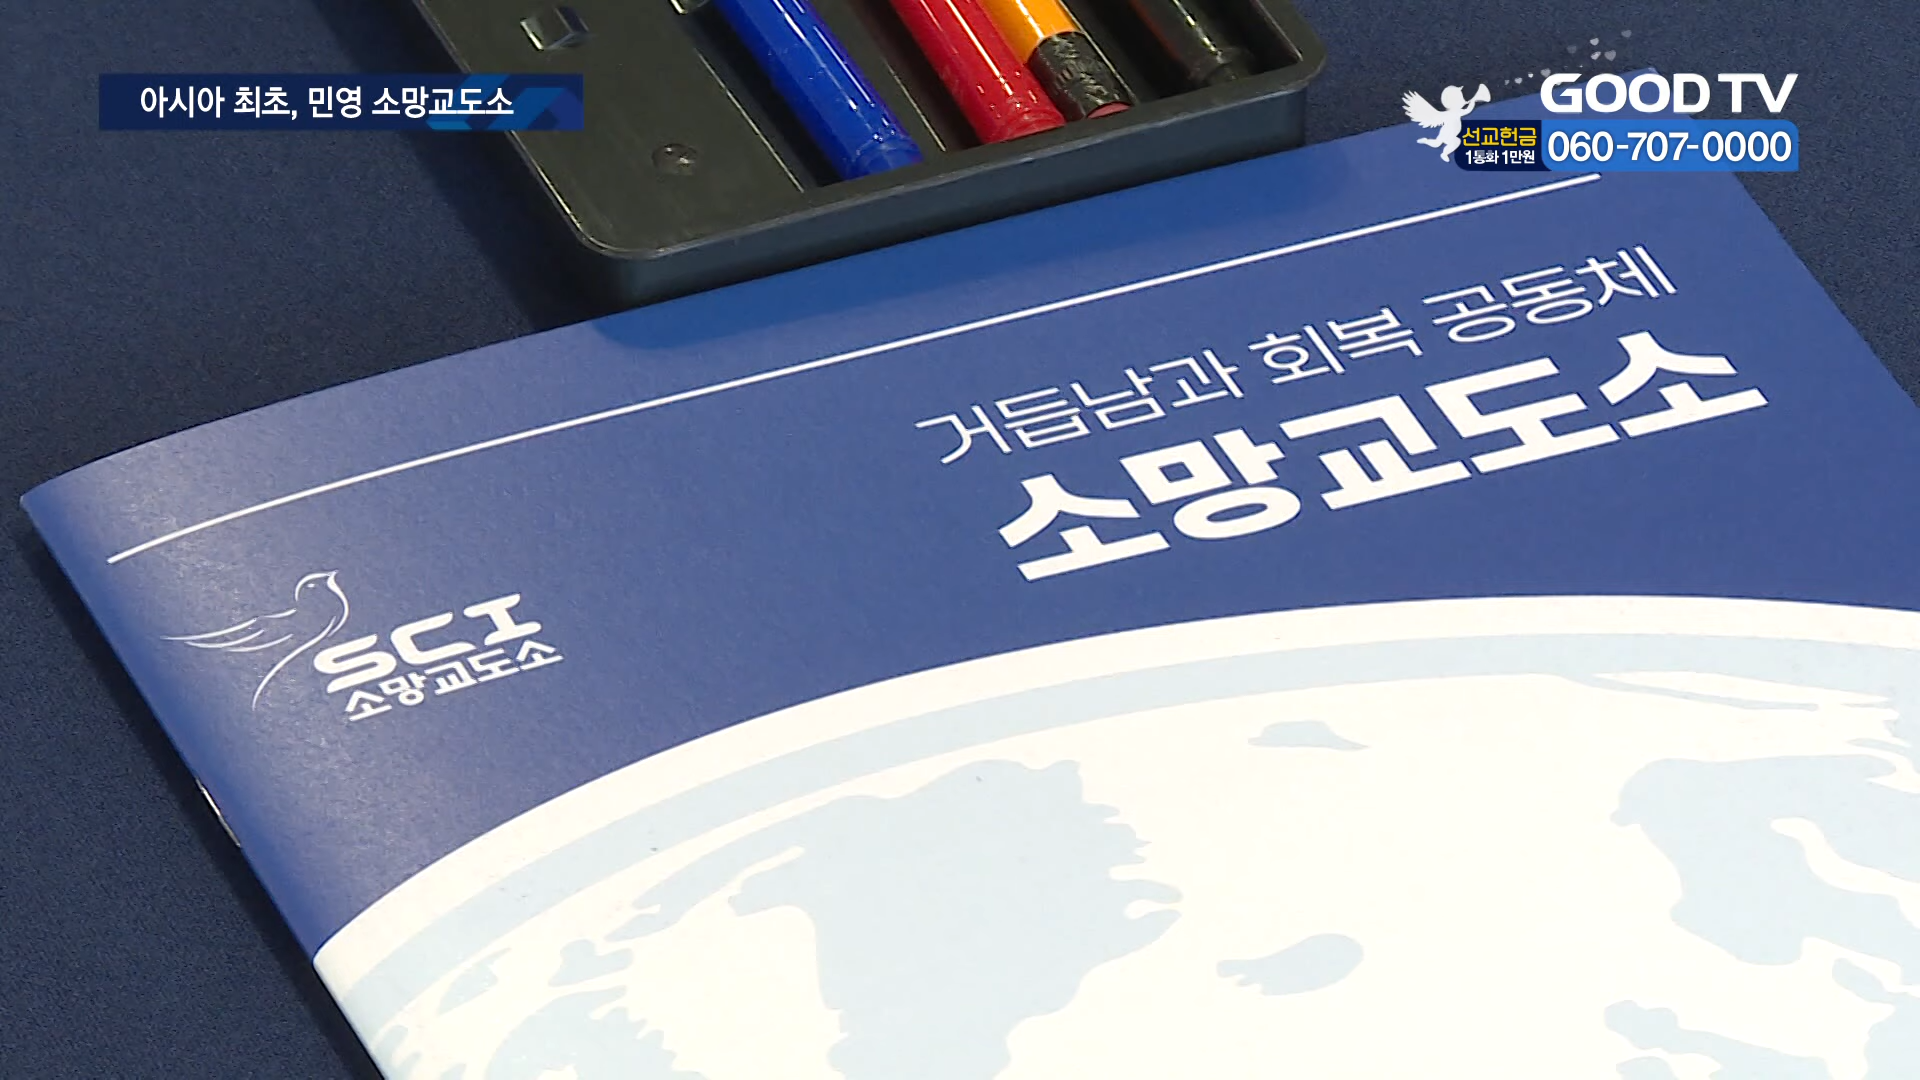 아시아 최초, 민영 소망교도소
GOOD TV
선교헌금
1통화 1만원
060-707-0000
거듭남과 회복 공동체
소망교도소
SCI
소망교도소